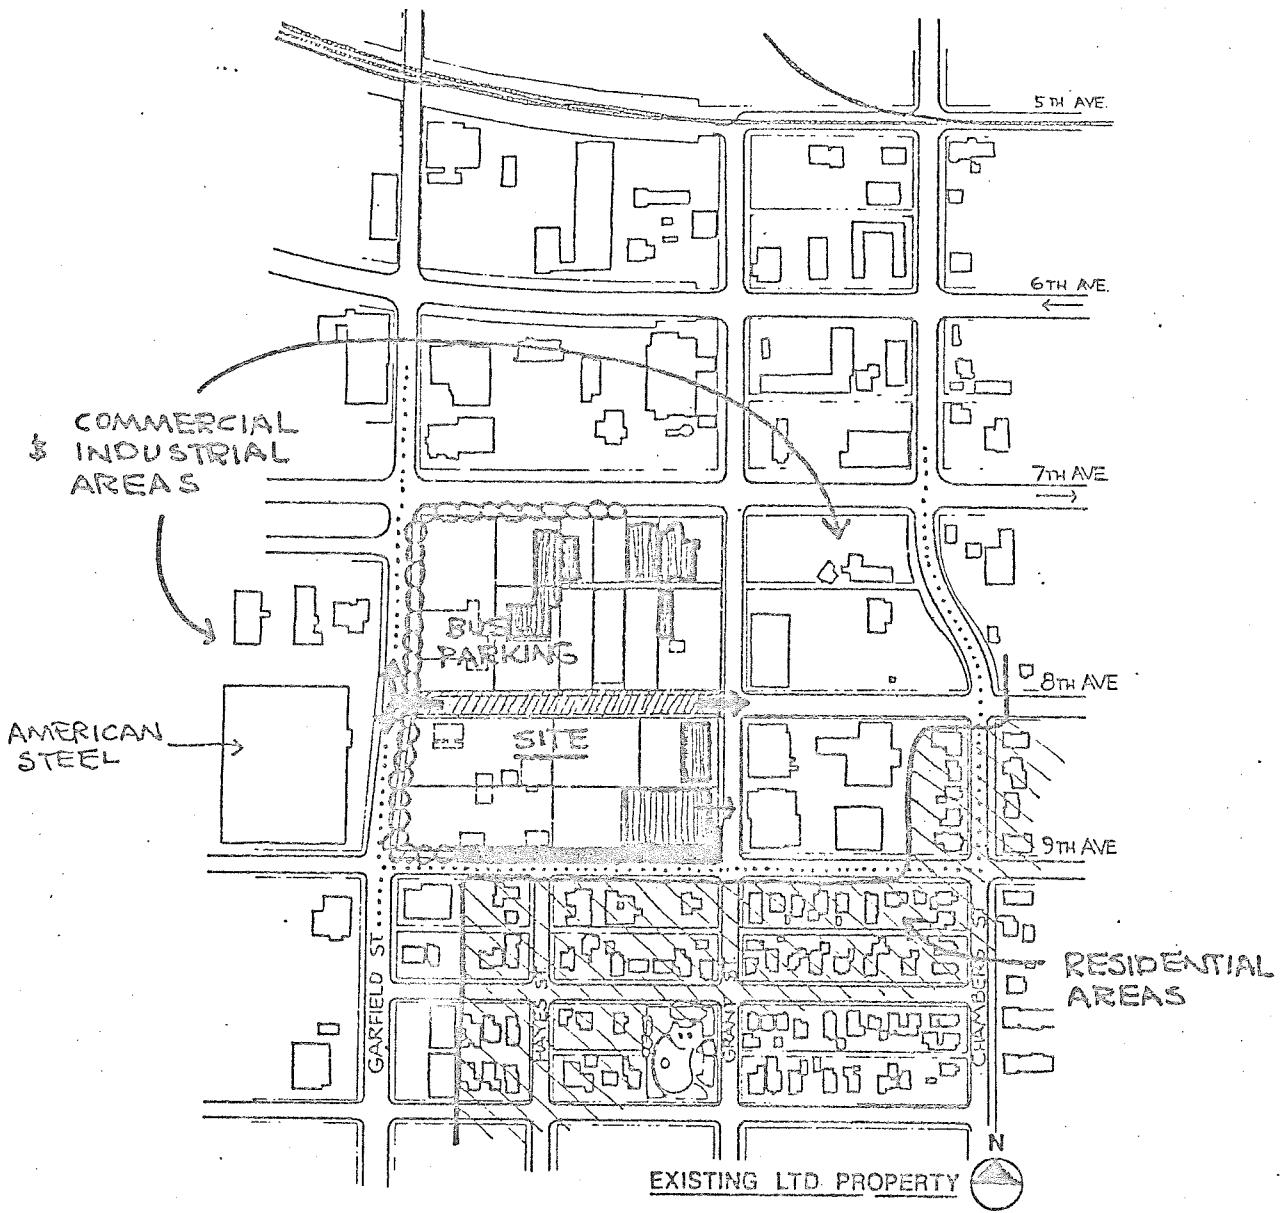 5TH AVE.
6TH AVE.
COMMERCIAL
& INDUSTRIAL
AREAS
7TH AVE
BUS
PARKING
8TH AVE
AMERICAN
STEEL
SITE
9TH AVE
GARFIELD ST.
HAYES ST.
GRANT ST
CHAMBERS ST
RESIDENTIAL
AREAS
N
EXISTING LTD PROPERTY